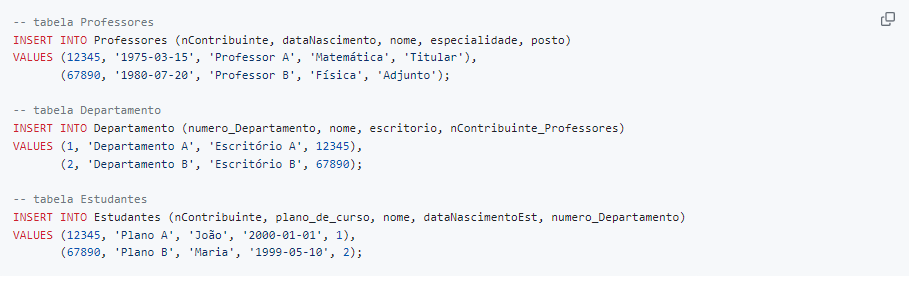 -- tabela Professores
INSERT INTO Professores (nContribuinte, dataNascimento, nome, especialidade, posto)
VALUES (12345, '1975-03-15', 'Professor A', 'Matemática', 'Titular'),
(67890, '1980-07-20', 'Professor B', 'Física', 'Adjunto');
-- tabela Departamento
INSERT INTO Departamento (numero_Departamento, nome, escritorio, nContribuinte_Professores)
VALUES (1, 'Departamento A', 'Escritório A', 12345),
(2, 'Departamento B', 'Escritório B', 67890);
-- tabela Estudantes
INSERT INTO Estudantes (nContribuinte, plano_de_curso, nome, dataNascimentoEst, numero_Departamento)
VALUES (12345, 'Plano A', 'João', '2000-01-01', 1),
(67890, 'Plano B', 'Maria', '1999-05-10', 2);